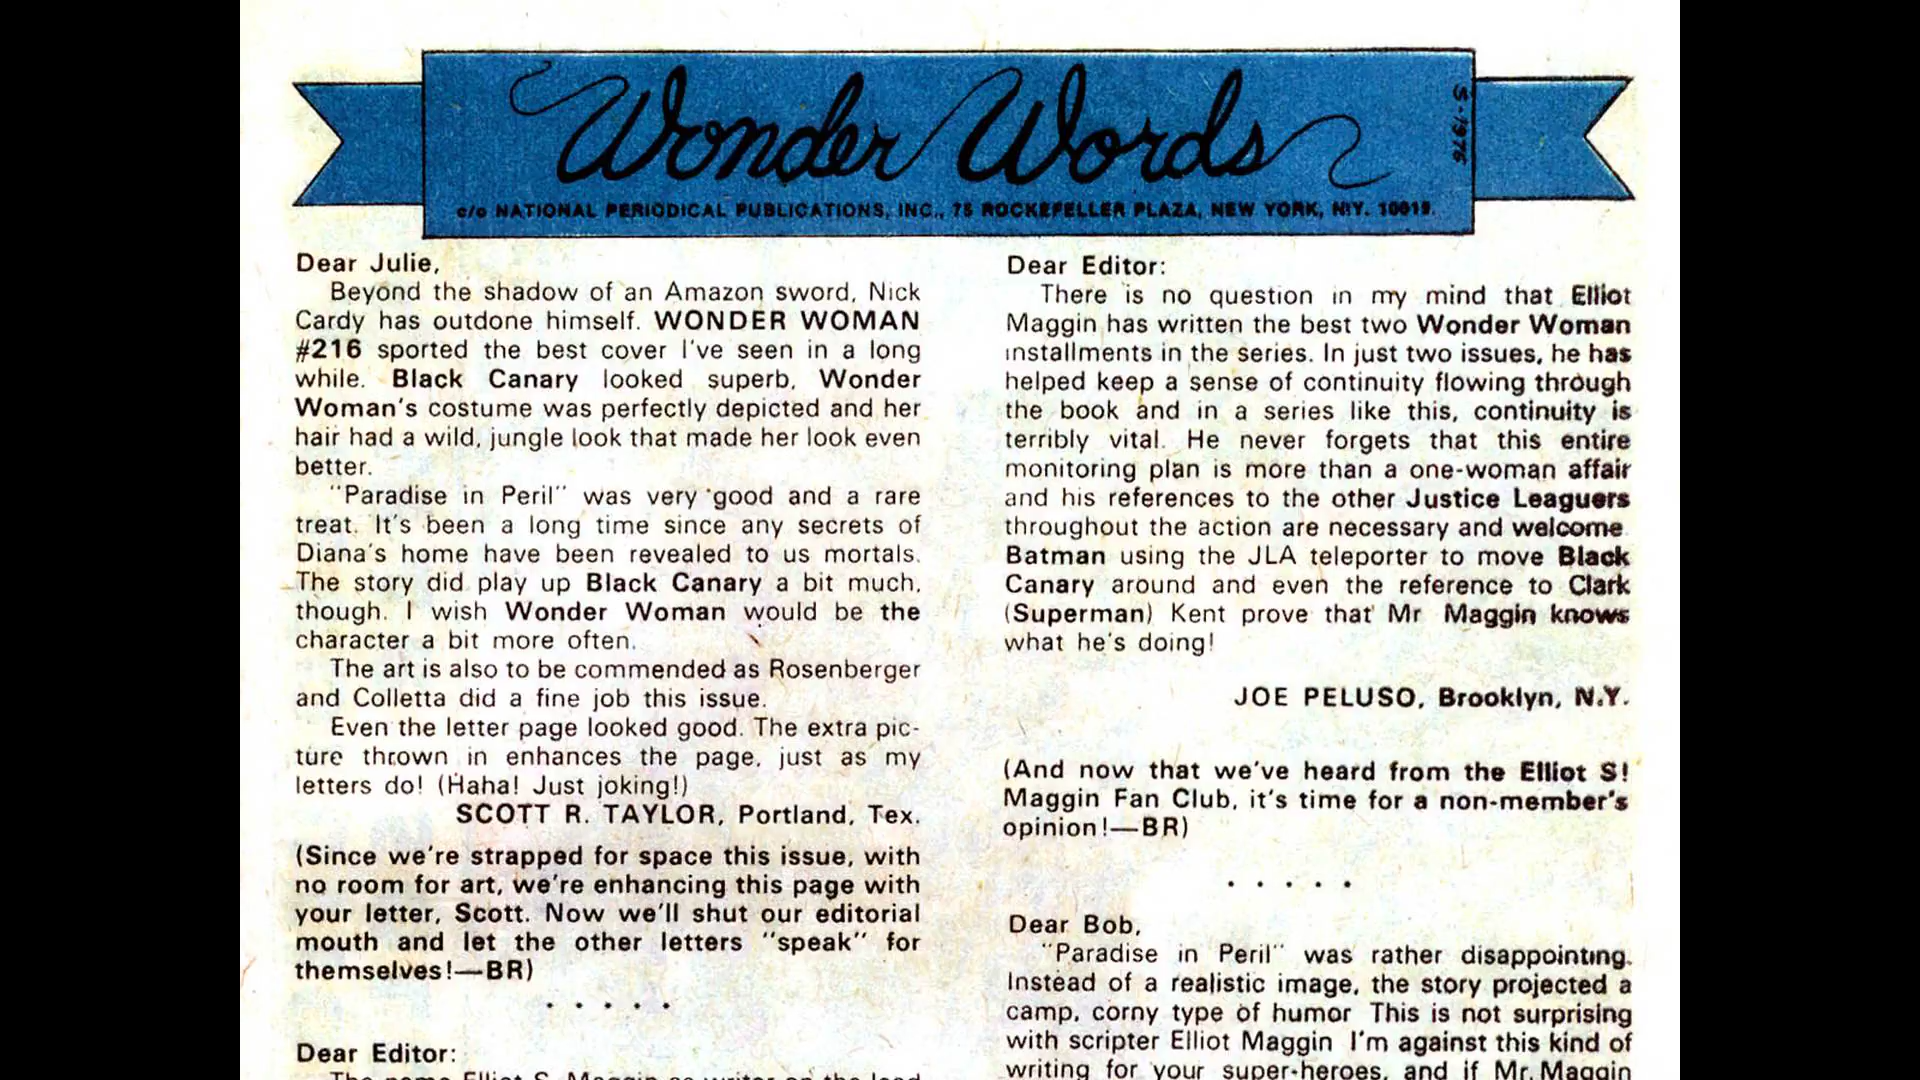 Wonder Words
S-1976
c/o NATIONAL PERIODICAL PUBLICATIONS, INC., 75 ROCKEFELLER PLAZA, NEW YORK, N.Y. 10019.
Dear Julie,
Beyond the shadow of an Amazon sword, Nick
Cardy has outdone himself. WONDER WOMAN
#216 sported the best cover I've seen in a long
while. Black Canary looked superb, Wonder
Woman's costume was perfectly depicted and her
hair had a wild, jungle look that made her look even
better.
"Paradise in Peril" was very good and a rare
treat. It's been a long time since any secrets of
Diana's home have been revealed to us mortals.
The story did play up Black Canary a bit much,
though. I wish Wonder Woman would be the
character a bit more often.
The art is also to be commended as Rosenberger
and Colletta did a fine job this issue.
Even the letter page looked good. The extra pic-
ture thrown in enhances the page, just as my
letters do! (Haha! Just joking!)
SCOTT R. TAYLOR, Portland, Tex.
(Since we're strapped for space this issue, with
no room for art, we're enhancing this page with
your letter, Scott. Now we'll shut our editorial
mouth and let the other letters "speak" for
themselves!—BR)
. . . . .
Dear Editor:
The name Elliot S. Maggin as writer on the lead
Dear Editor:
There is no question in my mind that Elliot
Maggin has written the best two Wonder Woman
installments in the series. In just two issues, he has
helped keep a sense of continuity flowing through
the book and in a series like this, continuity is
terribly vital. He never forgets that this entire
monitoring plan is more than a one-woman affair
and his references to the other Justice Leaguers
throughout the action are necessary and welcome.
Batman using the JLA teleporter to move Black
Canary around and even the reference to Clark
(Superman) Kent prove that Mr Maggin knows
what he's doing!
JOE PELUSO, Brooklyn, N.Y.
(And now that we've heard from the Elliot S!
Maggin Fan Club, it's time for a non-member's
opinion!—BR)
. . . . .
Dear Bob,
"Paradise in Peril" was rather disappointing.
Instead of a realistic image, the story projected a
camp, corny type of humor This is not surprising
with scripter Elliot Maggin I'm against this kind of
writing for your super-heroes, and if Mr. Maggin